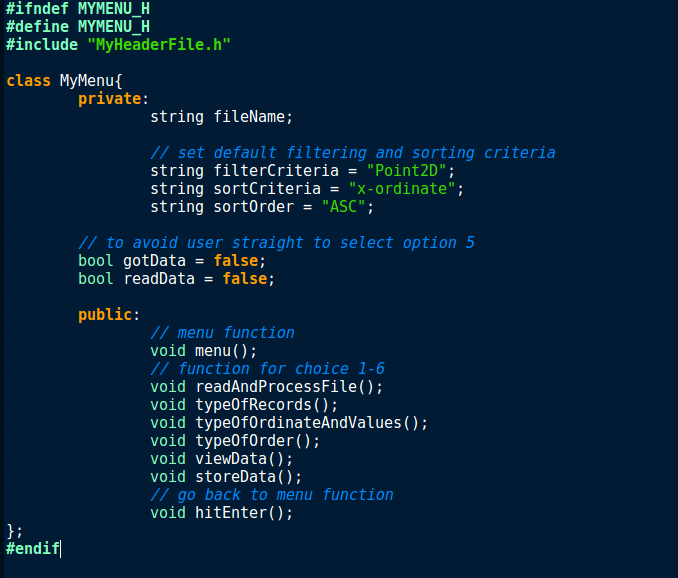 #ifndef MYMENU_H
#define MYMENU_H
#include "MyHeaderFile.h"

class MyMenu{
        private:
                string fileName;

                // set default filtering and sorting criteria
                string filterCriteria = "Point2D";
                string sortCriteria = "x-ordinate";
                string sortOrder = "ASC";

        // to avoid user straight to select option 5
        bool gotData = false;
        bool readData = false;

        public:
                // menu function
                void menu();
                // function for choice 1-6
                void readAndProcessFile();
                void typeOfRecords();
                void typeOfOrdinateAndValues();
                void typeOfOrder();
                void viewData();
                void storeData();
                // go back to menu function
                void hitEnter();
};
#endif